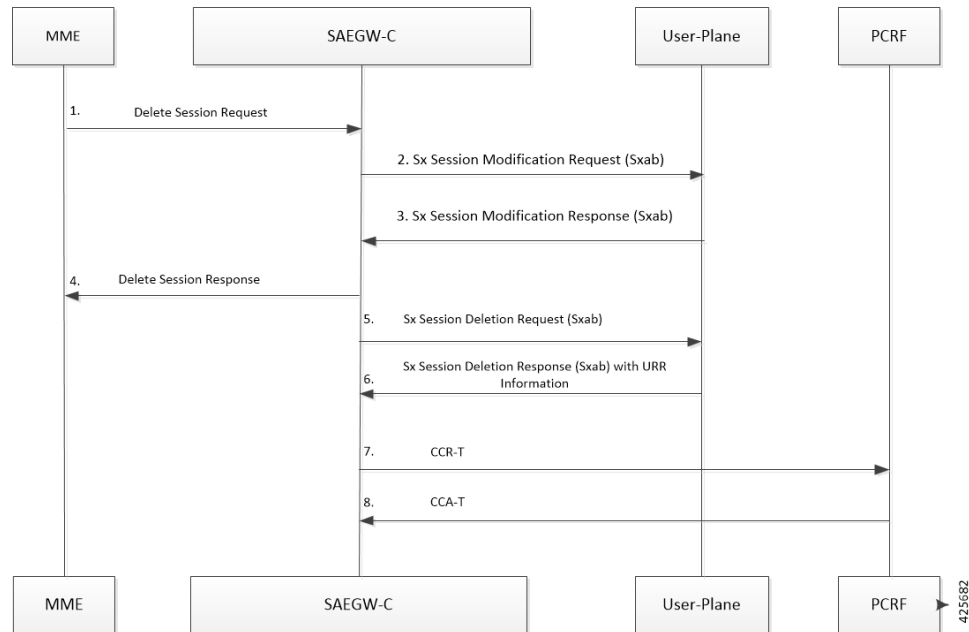 MME
SAEGW-C
User-Plane
PCRF
1. Delete Session Request
2. Sx Session Modification Request (Sxab)
3. Sx Session Modification Response (Sxab)
4. Delete Session Response
5. Sx Session Deletion Request (Sxab)
Sx Session Deletion Response (Sxab) with URR
6. Information
7. CCR-T
8. CCA-T
MME
SAEGW-C
User-Plane
PCRF
425682